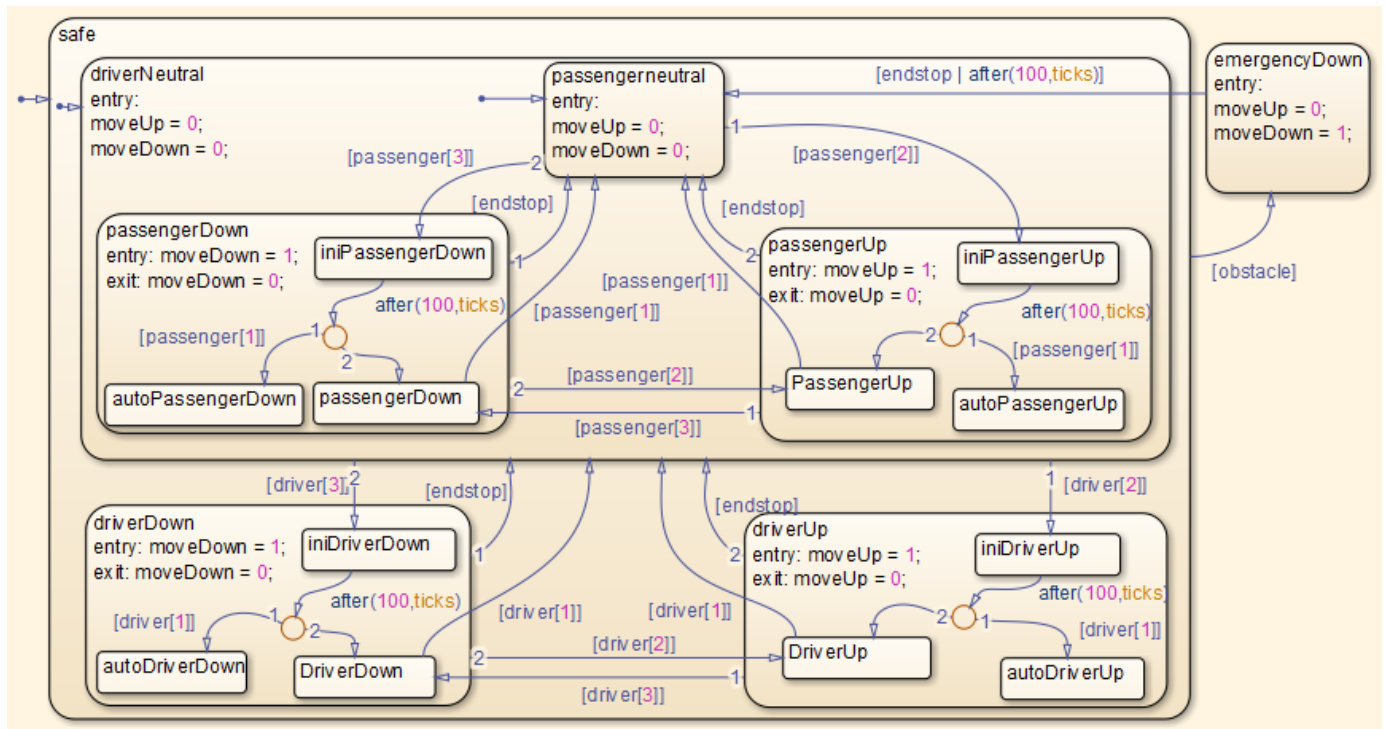 safe
driverNeutral
entry:
moveUp = 0;
moveDown = 0;
passengerneutral
entry:
moveUp = 0;
moveDown = 0;
[endstop | after(100,ticks)]
emergencyDown
entry:
moveUp = 0;
moveDown = 1;
1
[passenger[2]]
[passenger[3]]
2
[endstop]
[endstop]
passengerDown
entry: moveDown = 1;
exit: moveDown = 0;
iniPassengerDown
after(100,ticks)
1
[passenger[1]]
1
2
autoPassengerDown
passengerDown
[passenger[1]]
[passenger[1]]
2
passengerUp
entry: moveUp = 1;
exit: moveUp = 0;
iniPassengerUp
after(100,ticks)
2
1
[passenger[1]]
PassengerUp
autoPassengerUp
[obstacle]
2
[passenger[2]]
1
[passenger[3]]
[driver[3]]
2
[endstop]
1
[driver[2]]
[endstop]
driverDown
entry: moveDown = 1;
exit: moveDown = 0;
iniDriverDown
1
after(100,ticks)
[driver[1]]
1
2
autoDriverDown
DriverDown
[driver[1]]
[driver[1]]
2
driverUp
entry: moveUp = 1;
exit: moveUp = 0;
iniDriverUp
after(100,ticks)
2
1
[driver[1]]
DriverUp
autoDriverUp
2
[driver[2]]
1
[driver[3]]